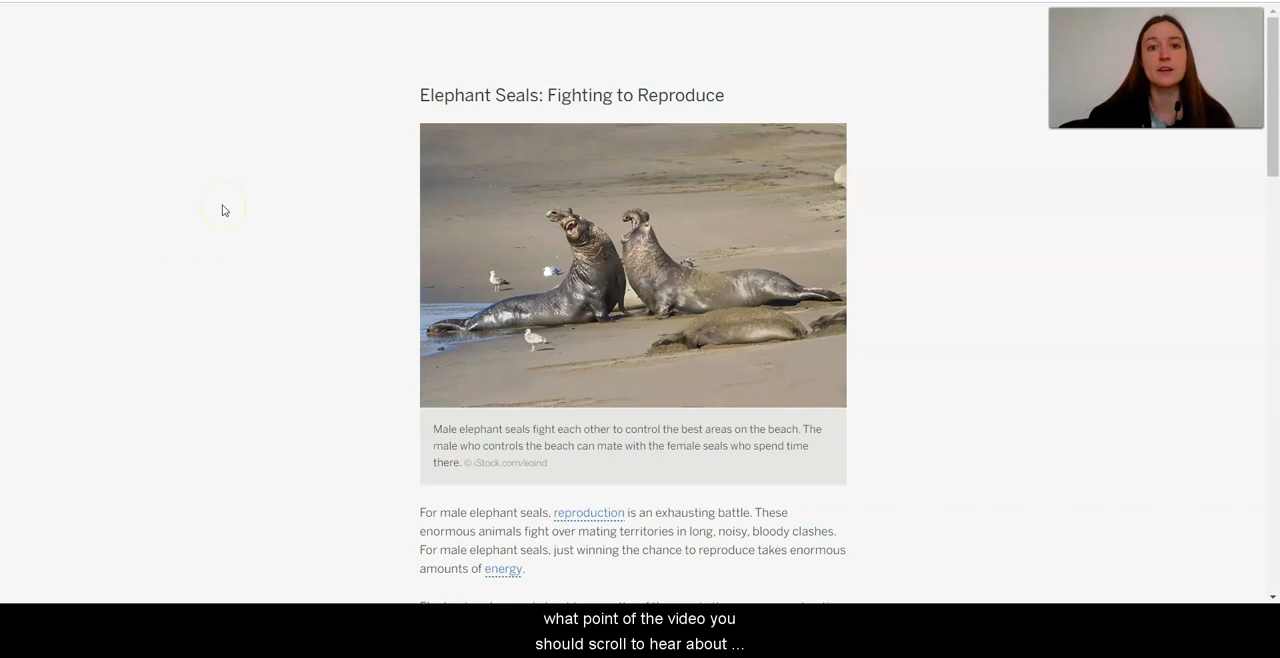 Elephant Seals: Fighting to Reproduce
Male elephant seals fight each other to control the best areas on the beach. The
male who controls the beach can mate with the female seals who spend time
there. © iStock.com/eoind
For male elephant seals, reproduction is an exhausting battle. These
enormous animals fight over mating territories in long, noisy, bloody clashes.
For male elephant seals, just winning the chance to reproduce takes enormous
amounts of energy.
what point of the video you
should scroll to hear about ...